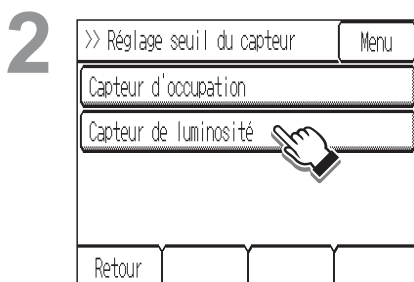 2
>> Réglage seuil du capteur Menu
Capteur d'occupation
Capteur de luminosité
Retour